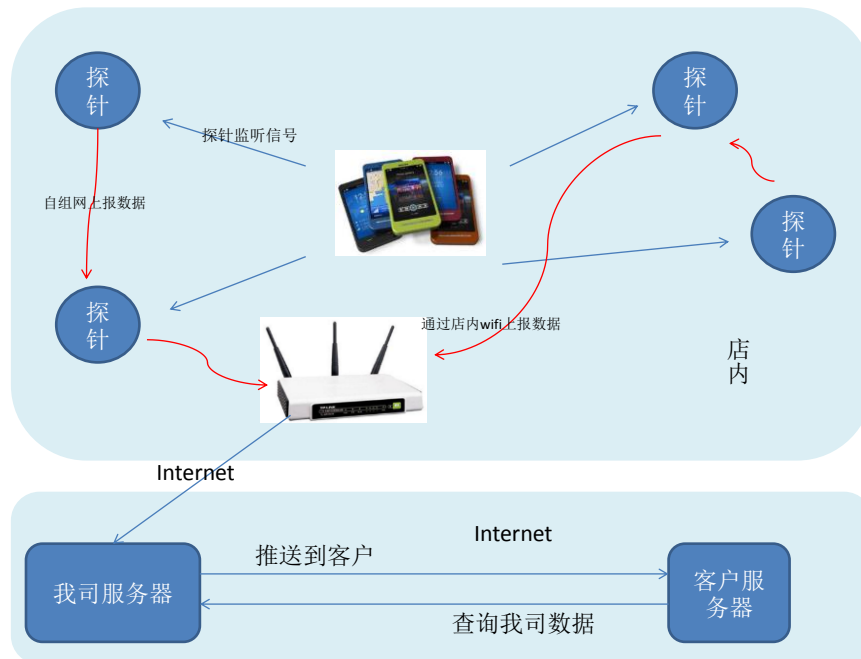 探
针
探
针
探针监听信号
自组网上报数据
探
针
探
针
通过店内wifi上报数据
店
内
TP-LINK
Internet
Internet
推送到客户
我司服务器
客户服
务器
查询我司数据